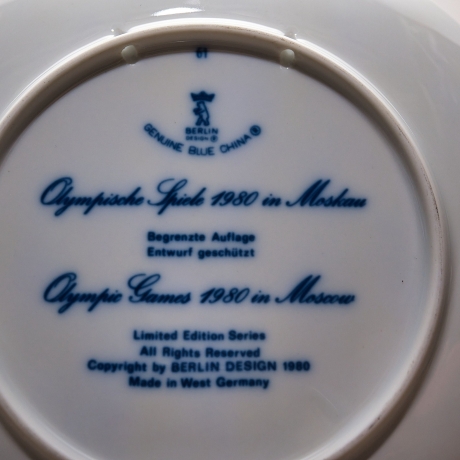 61
BERLIN
DESIGN ®
GENUINE BLUE CHINA ®
Olympische Spiele 1980 in Moskau
Begrenzte Auflage
Entwurf geschützt
Olympic Games 1980 in Moscow
Limited Edition Series
All Rights Reserved
Copyright by BERLIN DESIGN 1980
Made in West Germany